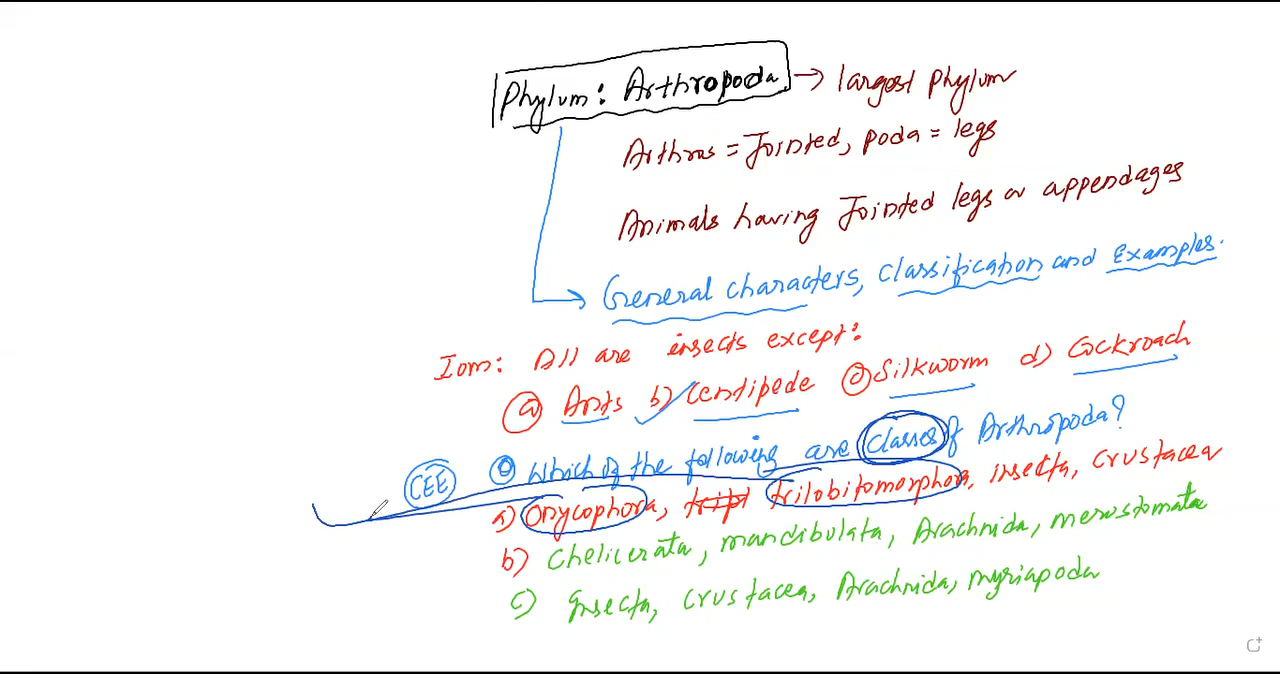 Phylum: Arthropoda → largest Phylum
Arthros = Jointed, poda = legs
Animals having Jointed legs or appendages
General characters, classification and Examples.
Iom: All are insects except:
a) Ants b) Centipede c) Silkworm d) Cockroach
CEE Q Which of the following are classes of Arthropoda?
a) Onycophora, trilobitomorphora, insecta, crustacea
b) Chelicerata, mandibulata, Arachnida, merostomata
c) Insecta, crustacea, Arachnida, myriapoda